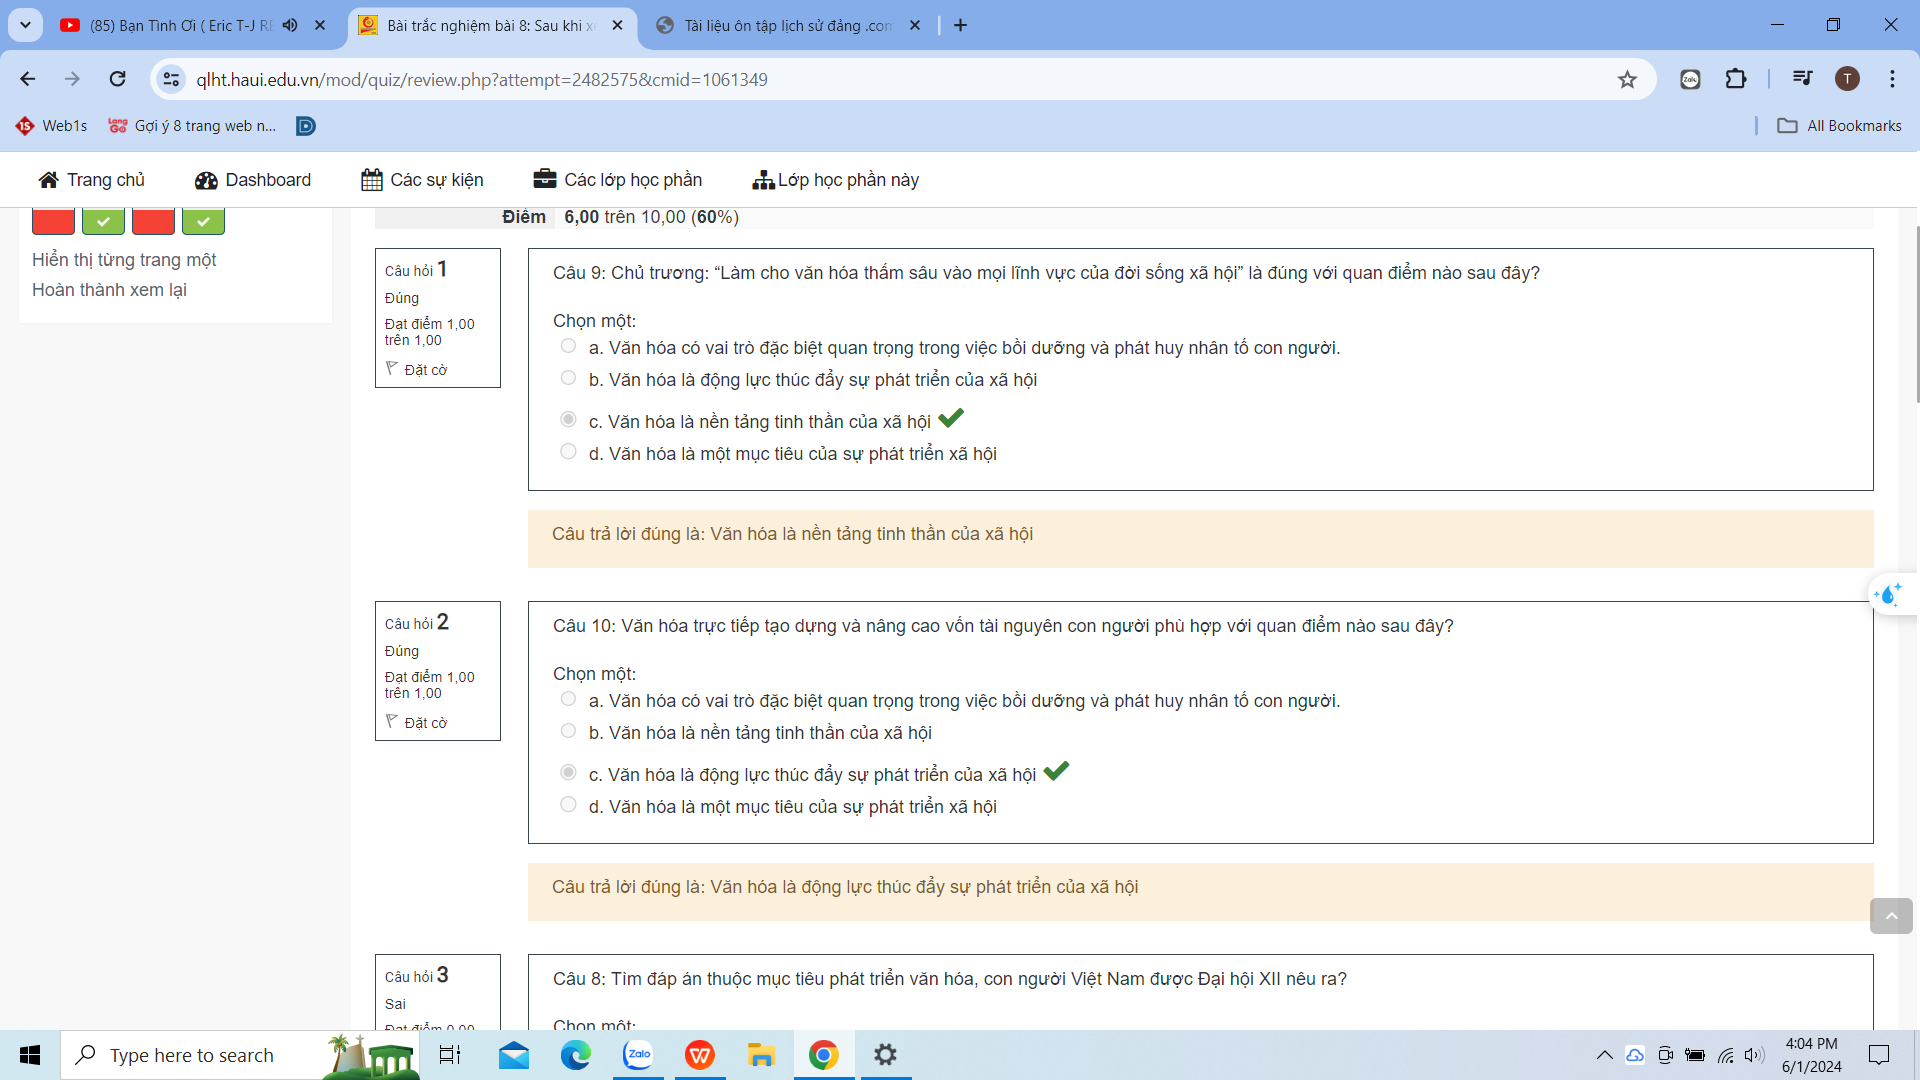 (85) Bạn Tình Ơi ( Eric T-J RE
Bài trắc nghiệm bài 8: Sau khi x
Tài liệu ôn tập lịch sử đảng .com
qlht.haui.edu.vn/mod/quiz/review.php?attempt=2482575&cmid=1061349
T
Web1s
Gợi ý 8 trang web n...
All Bookmarks
Trang chủ
Dashboard
Các sự kiện
Các lớp học phần
Lớp học phần này
Điểm 6,00 trên 10,00 (60%)
Hiển thị từng trang một
Hoàn thành xem lại
Câu hỏi 1
Đúng
Đạt điểm 1,00
trên 1,00
Đặt cờ
Câu 9: Chủ trương: “Làm cho văn hóa thấm sâu vào mọi lĩnh vực của đời sống xã hội” là đúng với quan điểm nào sau đây?
Chọn một:
a. Văn hóa có vai trò đặc biệt quan trọng trong việc bồi dưỡng và phát huy nhân tố con người.
b. Văn hóa là động lực thúc đẩy sự phát triển của xã hội
c. Văn hóa là nền tảng tinh thần của xã hội
d. Văn hóa là một mục tiêu của sự phát triển xã hội
Câu trả lời đúng là: Văn hóa là nền tảng tinh thần của xã hội
Câu hỏi 2
Đúng
Đạt điểm 1,00
trên 1,00
Đặt cờ
Câu 10: Văn hóa trực tiếp tạo dựng và nâng cao vốn tài nguyên con người phù hợp với quan điểm nào sau đây?
Chọn một:
a. Văn hóa có vai trò đặc biệt quan trọng trong việc bồi dưỡng và phát huy nhân tố con người.
b. Văn hóa là nền tảng tinh thần của xã hội
c. Văn hóa là động lực thúc đẩy sự phát triển của xã hội
d. Văn hóa là một mục tiêu của sự phát triển xã hội
Câu trả lời đúng là: Văn hóa là động lực thúc đẩy sự phát triển của xã hội
Câu hỏi 3
Sai
Đạt điểm 0,00
Câu 8: Tìm đáp án thuộc mục tiêu phát triển văn hóa, con người Việt Nam được Đại hội XII nêu ra?
Chọn một:
Type here to search
Zalo
4:04 PM
6/1/2024